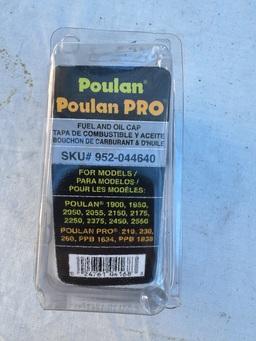 Poulan®
Poulan PRO
FUEL AND OIL CAP
TAPA DE COMBUSTIBLE Y ACEITE
BOUCHON DE CARBURANT & D'HUILE
SKU# 952-044640
FOR MODELS/
PARA MODELOS/
POUR LES MODÈLES:
POULAN® 1900, 1950,
2050, 2055, 2150, 2175,
2250, 2375, 2450, 2550
POULAN PRO® 210, 230,
260, PPB 1634, PPB 1838